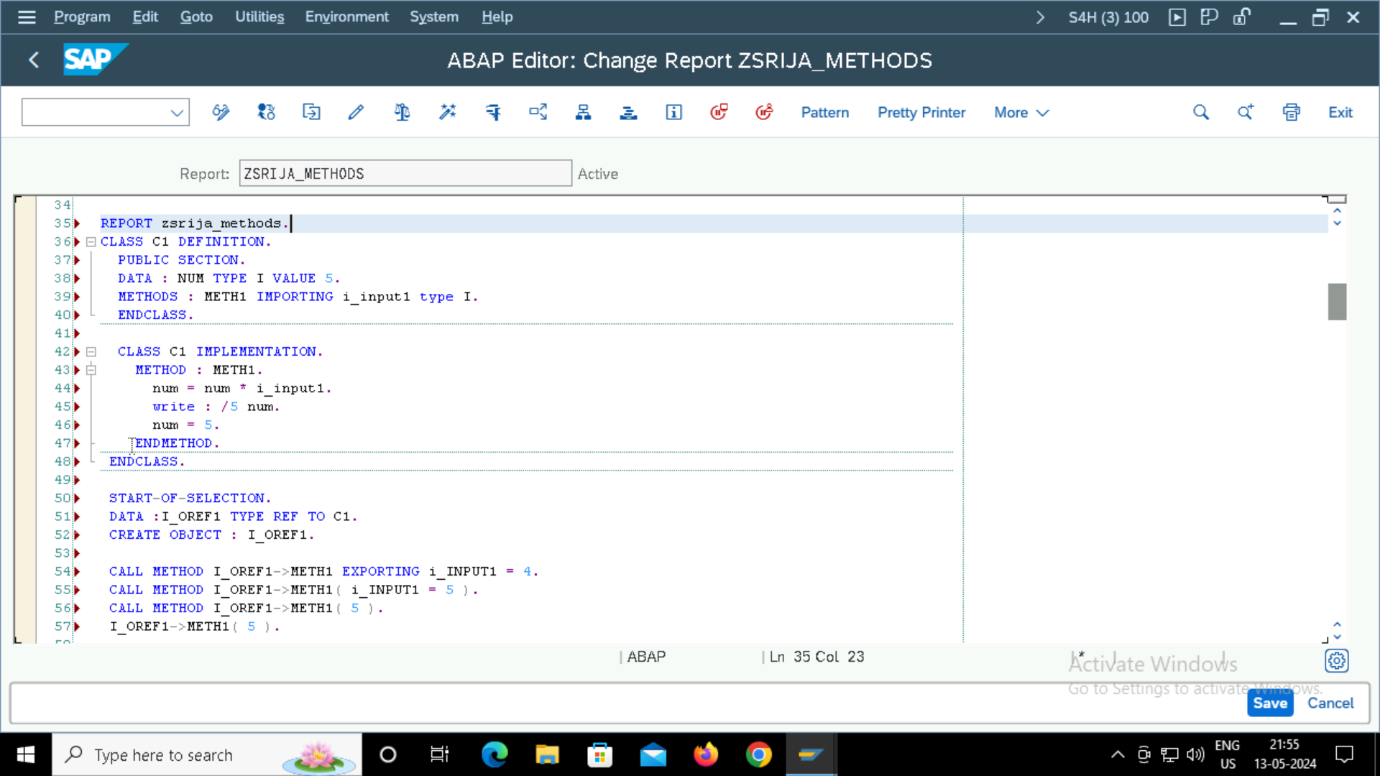 Program Edit Goto Utilities Environment System Help S4H (3) 100
SAP ABAP Editor: Change Report ZSRIJA_METHODS
Pattern Pretty Printer More Exit
Report: ZSRIJA_METHODS Active
34
35 REPORT zsrija_methods.
36 CLASS C1 DEFINITION.
37 PUBLIC SECTION.
38 DATA : NUM TYPE I VALUE 5.
39 METHODS : METH1 IMPORTING i_input1 type I.
40 ENDCLASS.
41
42 CLASS C1 IMPLEMENTATION.
43 METHOD : METH1.
44 num = num * i_input1.
45 write : /5 num.
46 num = 5.
47 ENDMETHOD.
48 ENDCLASS.
49
50 START-OF-SELECTION.
51 DATA :I_OREF1 TYPE REF TO C1.
52 CREATE OBJECT : I_OREF1.
53
54 CALL METHOD I_OREF1->METH1 EXPORTING i_INPUT1 = 4.
55 CALL METHOD I_OREF1->METH1( i_INPUT1 = 5 ).
56 CALL METHOD I_OREF1->METH1( 5 ).
57 I_OREF1->METH1( 5 ).
ABAP Ln 35 Col 23
Activate Windows
Go to Settings to activate Windows.
Save Cancel
Type here to search
ENG 21:55
US 13-05-2024